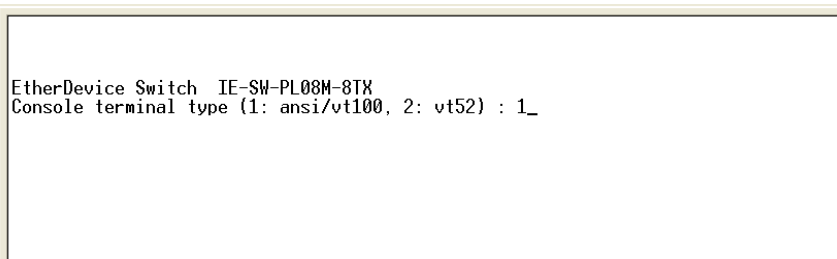 EtherDevice Switch  IE-SW-PL08M-8TX
Console terminal type (1: ansi/vt100, 2: vt52) : 1_